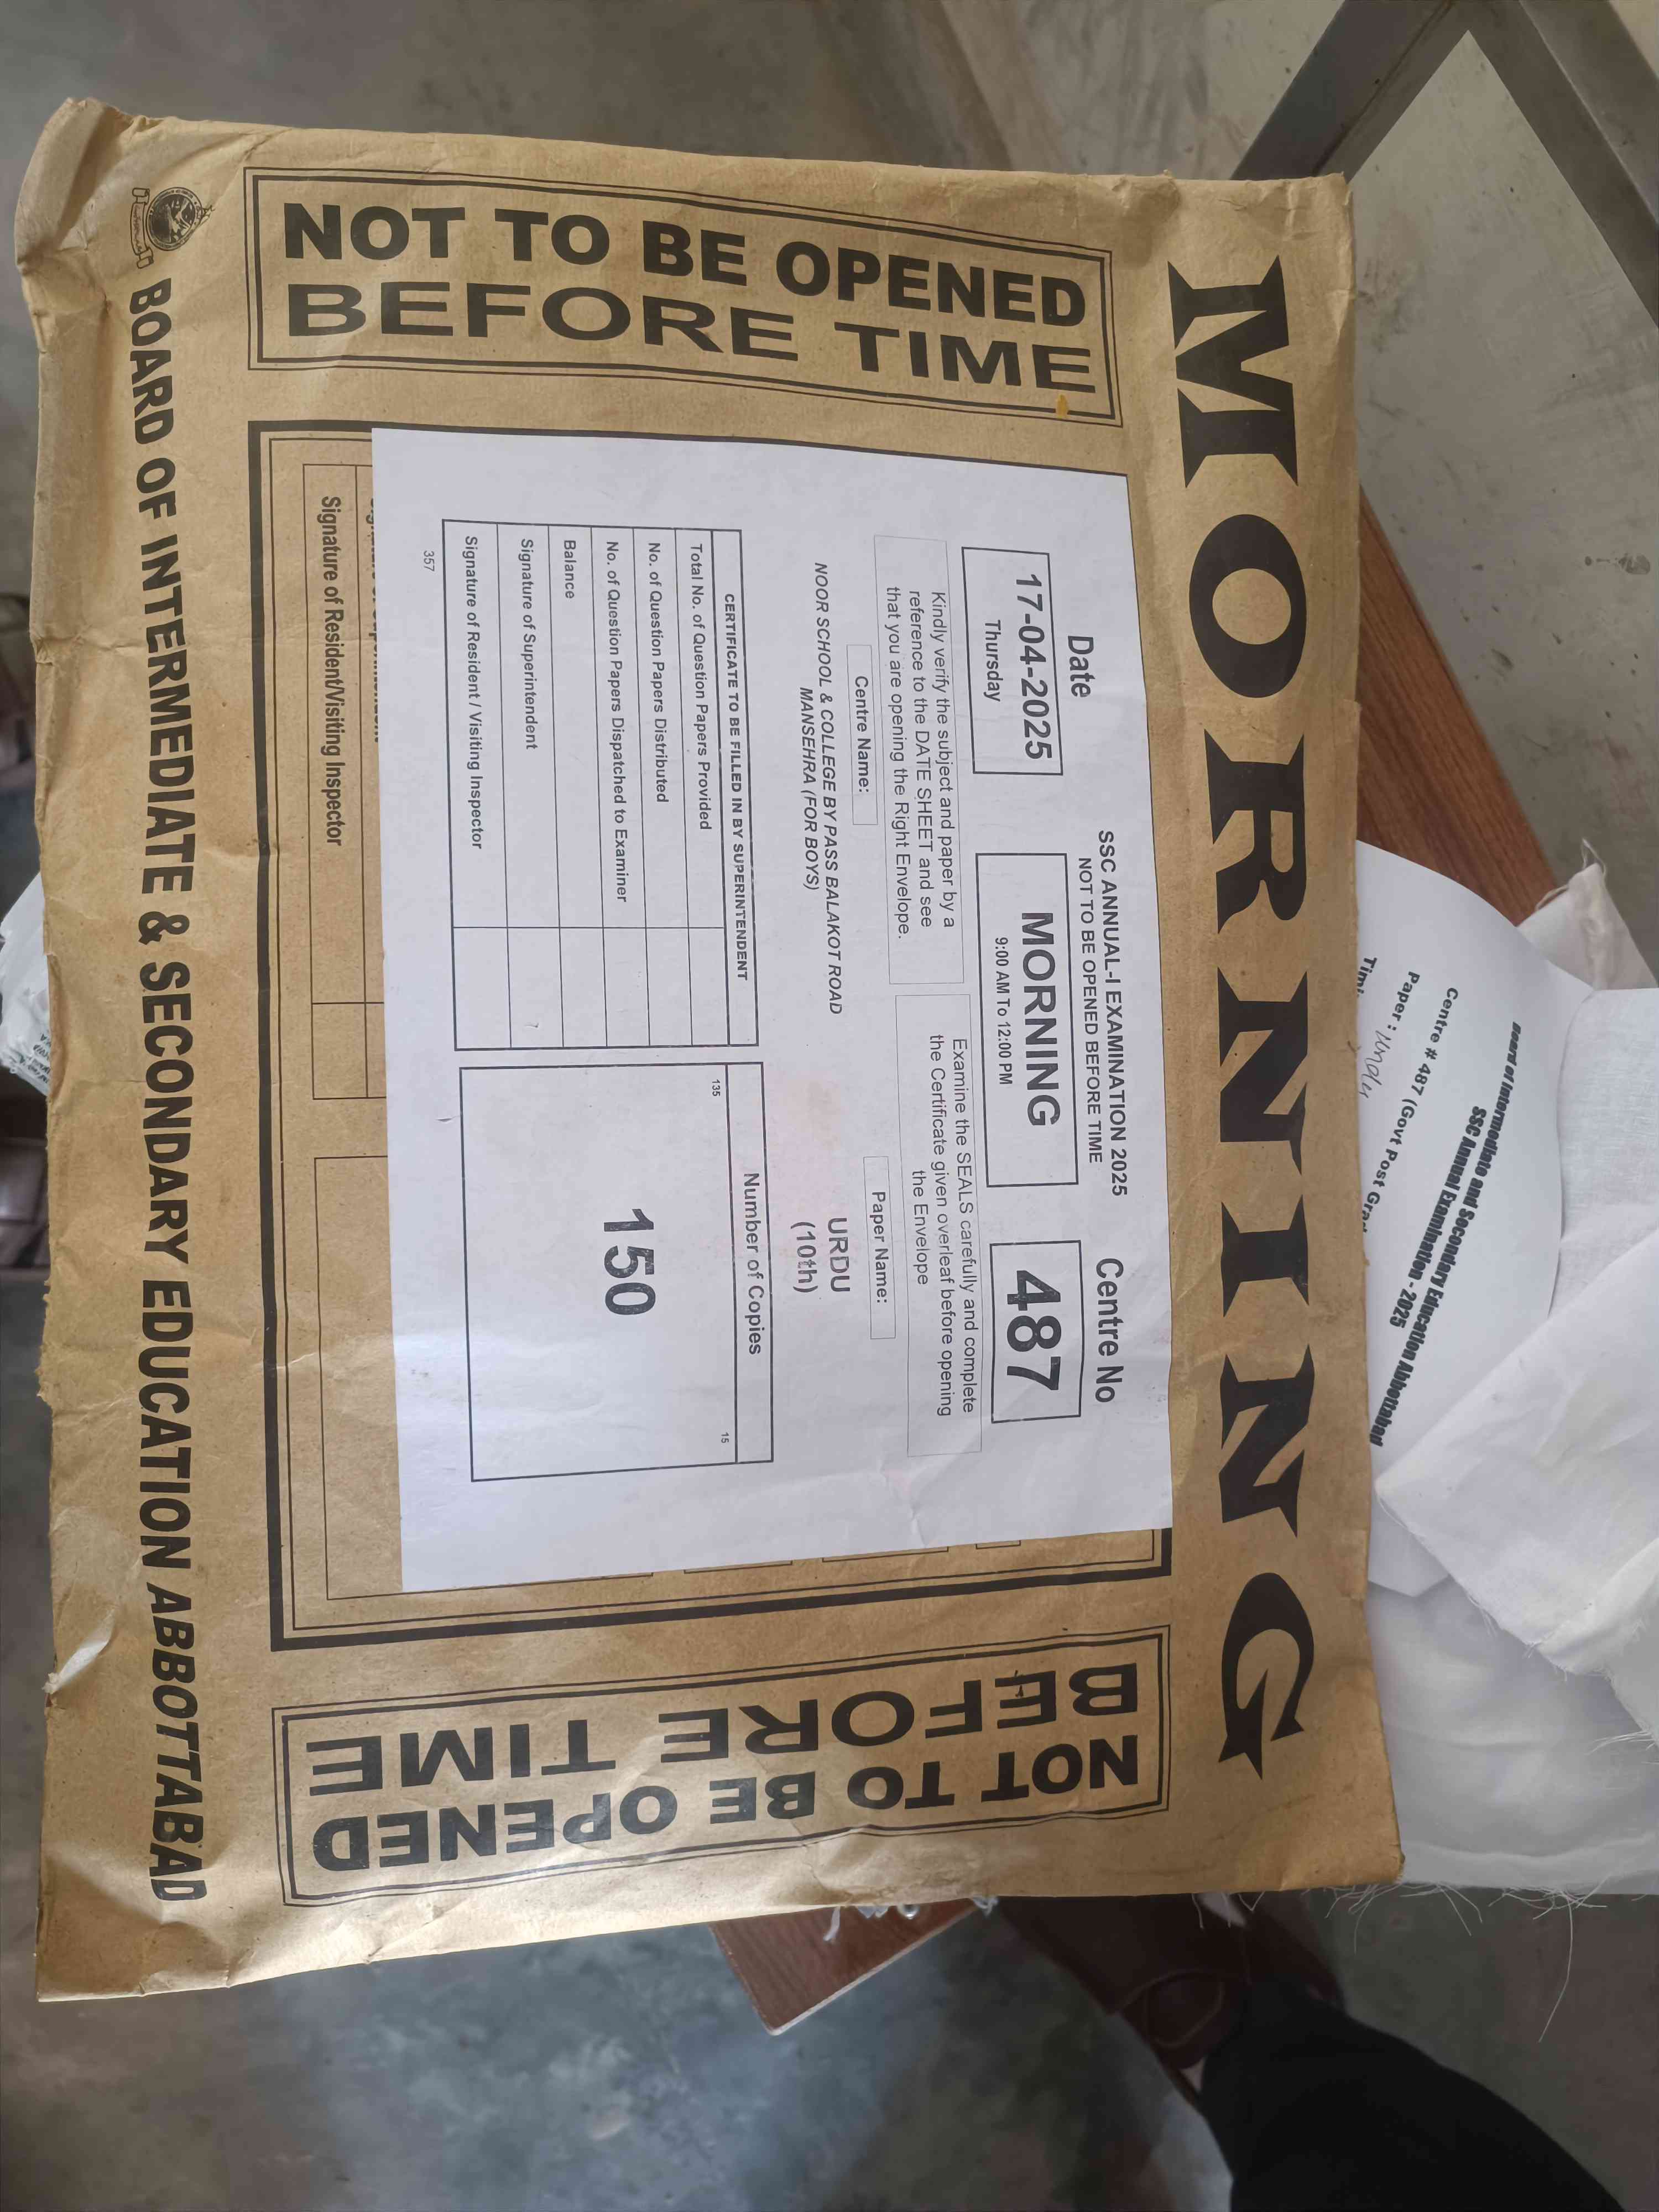 MORNING
NOT TO BE OPENED
BEFORE TIME
Date
17-04-2025
Thursday
SSC ANNUAL-I EXAMINATION 2025
NOT TO BE OPENED BEFORE TIME
MORNING
9:00 AM To 12:00 PM
Centre No
487
Kindly verify the subject and paper by a
reference to the DATE SHEET and see
that you are opening the Right Envelope.
Examine the SEALS carefully and complete
the Certificate given overleaf before opening
the Envelope
Centre Name:
NOOR SCHOOL & COLLEGE BY PASS BALAKOT ROAD
MANSEHRA (FOR BOYS)
Paper Name:
URDU
(10th)
CERTIFICATE TO BE FILLED IN BY SUPERINTENDENT
Total No. of Question Papers Provided
No. of Question Papers Distributed
No. of Question Papers Dispatched to Examiner
Balance
Signature of Superintendent
Signature of Resident / Visiting Inspector
357
Number of Copies
135
15
150
Signature of Resident/Visiting Inspector
NOT TO BE OPENED
BEFORE TIME
BOARD OF INTERMEDIATE & SECONDARY EDUCATION ABBOTTABAD
Board of Intermediate and Secondary Education Abbottabad
SSC Annual Examination - 2025
Centre # 487 (Govt Post
Paper :